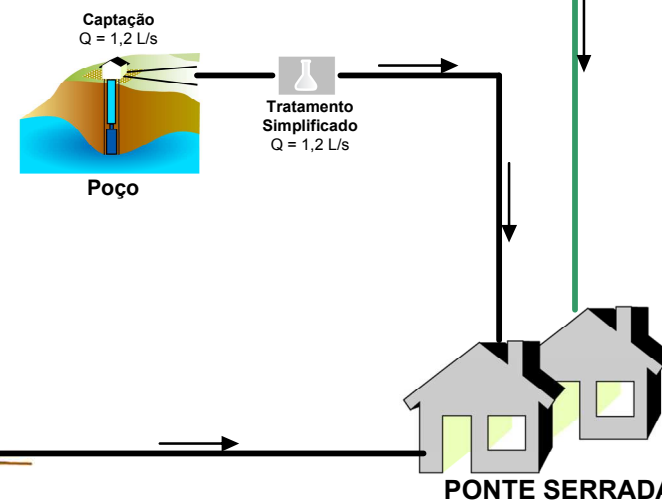 Captação
Q = 1,2 L/s
Poço
Tratamento
Simplificado
Q = 1,2 L/s
PONTE SERRADA